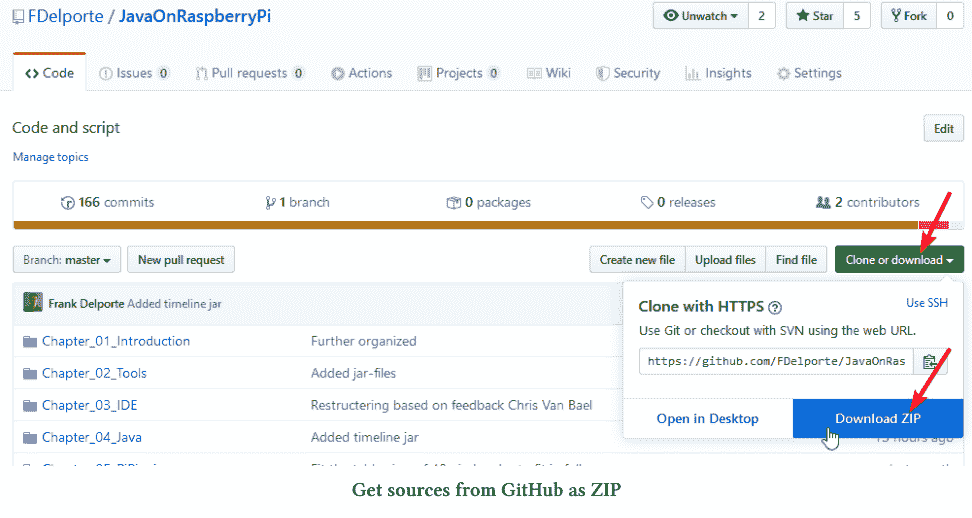 FDelporte / JavaOnRaspberryPi
Unwatch 2 Star 5 Fork 0
Code Issues 0 Pull requests 0 Actions Projects 0 Wiki Security Insights Settings
Code and script Edit
Manage topics
166 commits 1 branch 0 packages 0 releases 2 contributors
Branch: master New pull request Create new file Upload files Find file Clone or download
Frank Delporte Added timeline jar
Clone with HTTPS ? Use SSH
Use Git or checkout with SVN using the web URL.
https://github.com/FDelporte/JavaOnRas
Open in Desktop Download ZIP
Chapter_01_Introduction Further organized
Chapter_02_Tools Added jar-files
Chapter_03_IDE Restructering based on feedback Chris Van Bael
Chapter_04_Java Added timeline jar
hours ago
Get sources from GitHub as ZIP